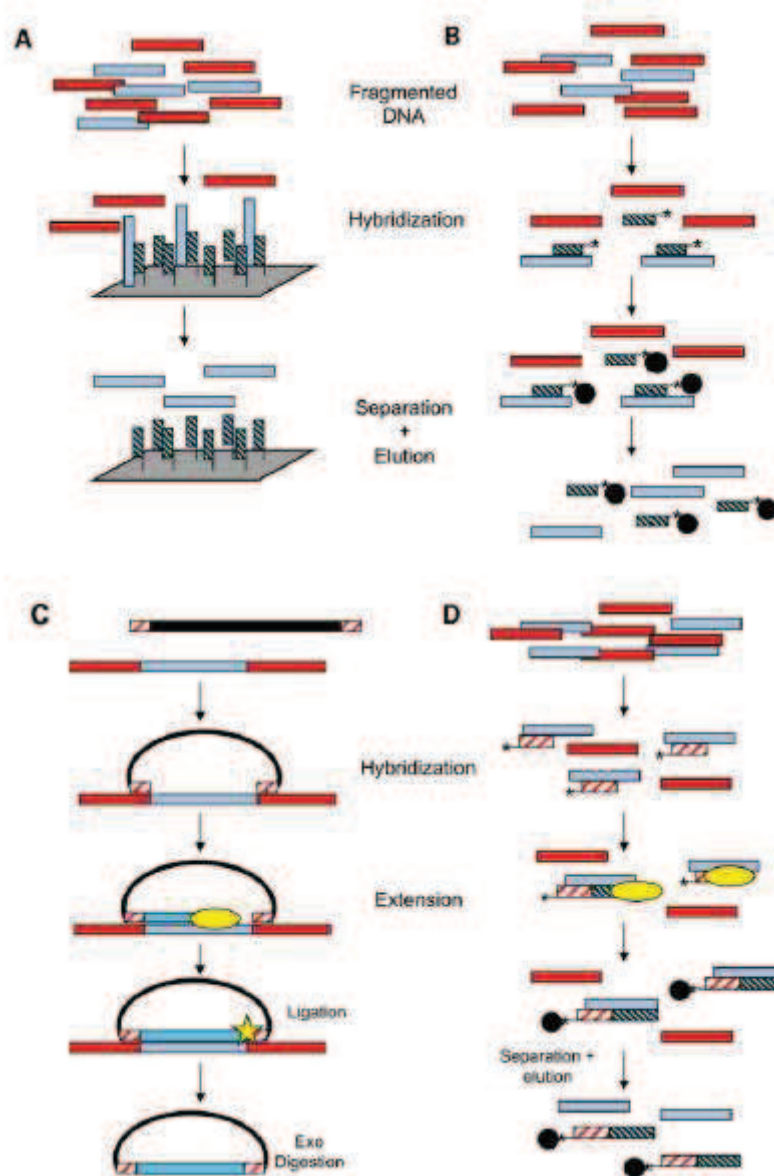 A
B
Fragmented
DNA
Hybridization
Separation
+
Elution
C
D
Hybridization
Extension
Ligation
Separation +
elution
Exo
Digestion